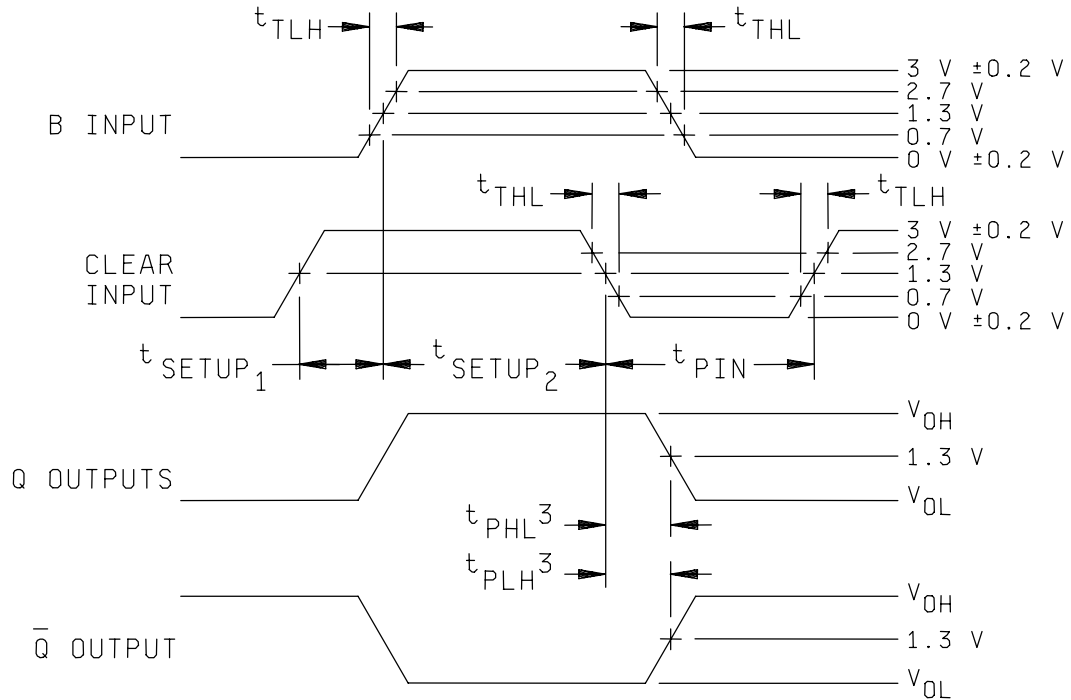 tTLH
tTHL
B INPUT
3 V ±0.2 V
2.7 V
1.3 V
0.7 V
0 V ±0.2 V
tTHL
tTLH
CLEAR
INPUT
3 V ±0.2 V
2.7 V
1.3 V
0.7 V
0 V ±0.2 V
tSETUP1
tSETUP2
tPIN
Q OUTPUTS
VOH
1.3 V
VOL
tPHL3
tPLH3
Q̅ OUTPUT
VOH
1.3 V
VOL